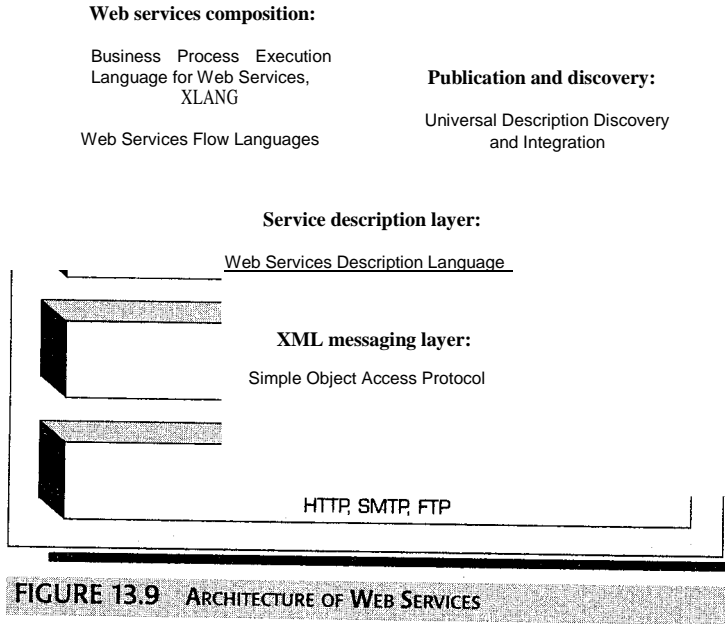 Web services composition:
Business Process Execution
Language for Web Services,
XLANG
Web Services Flow Languages
Publication and discovery:
Universal Description Discovery
and Integration
Service description layer:
Web Services Description Language
XML messaging layer:
Simple Object Access Protocol
HTTP, SMTP, FTP
FIGURE 13.9 ARCHITECTURE OF WEB SERVICES